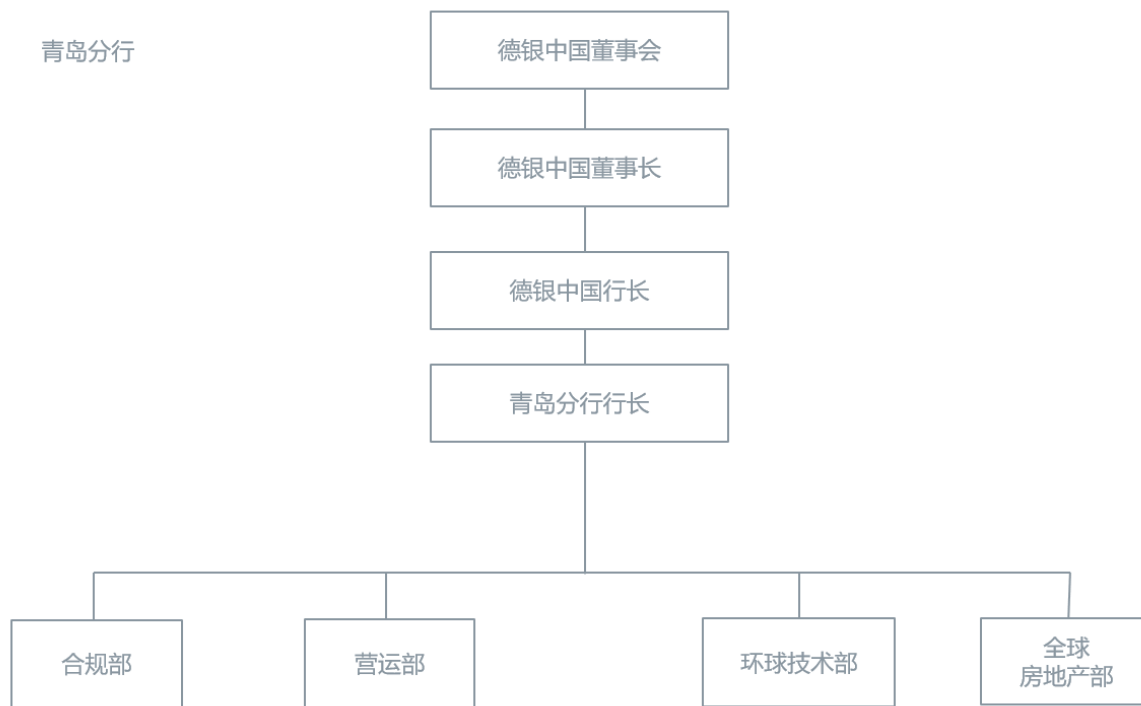 青岛分行
德银中国董事会
德银中国董事长
德银中国行长
青岛分行行长
合规部
营运部
环球技术部
全球
房地产部